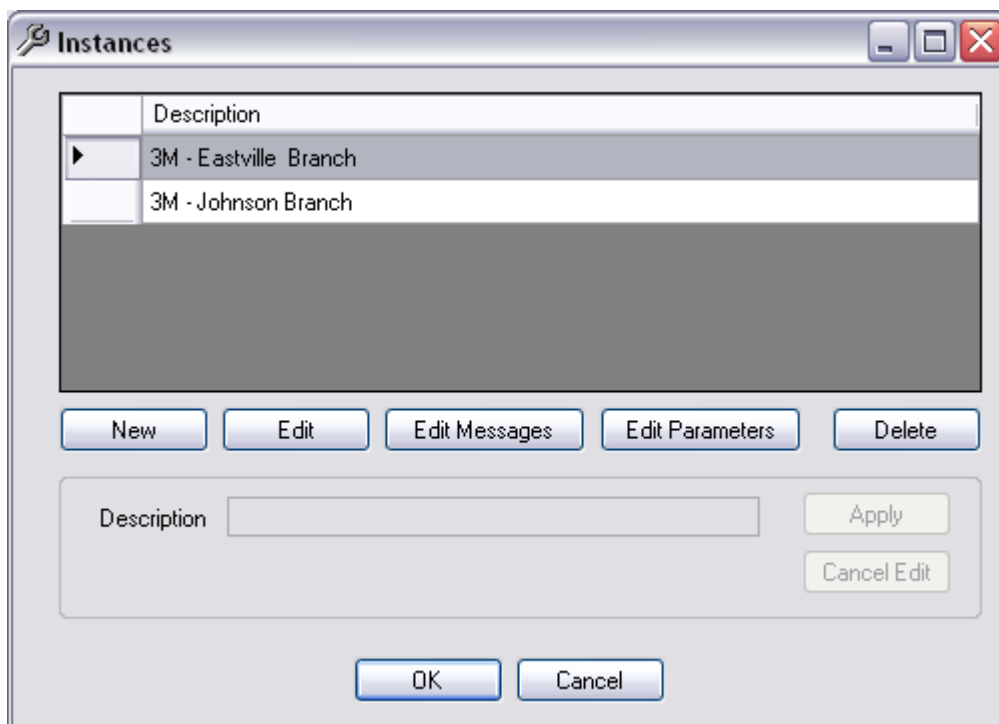 Instances
Description
3M - Eastville  Branch
3M - Johnson Branch
New Edit Edit Messages Edit Parameters Delete
Description Apply
Cancel Edit
OK Cancel